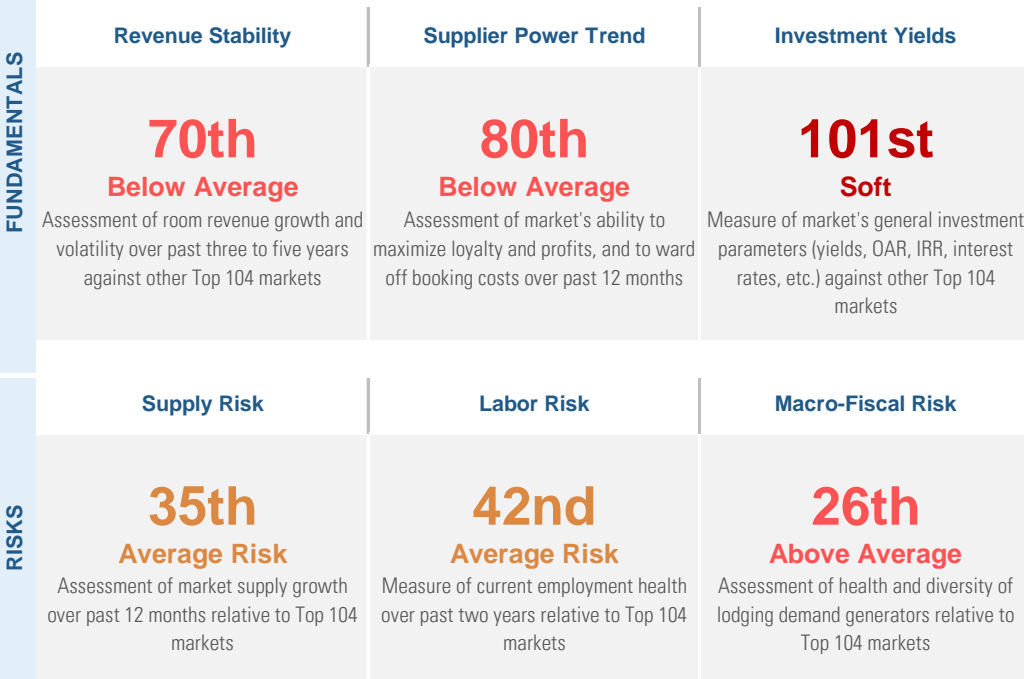 FUNDAMENTALS
Revenue Stability
Supplier Power Trend
Investment Yields
70th
Below Average
Assessment of room revenue growth and
volatility over past three to five years
against other Top 104 markets
80th
Below Average
Assessment of market's ability to
maximize loyalty and profits, and to ward
off booking costs over past 12 months
101st
Soft
Measure of market's general investment
parameters (yields, OAR, IRR, interest
rates, etc.) against other Top 104
markets
RISKS
Supply Risk
Labor Risk
Macro-Fiscal Risk
35th
Average Risk
Assessment of market supply growth
over past 12 months relative to Top 104
markets
42nd
Average Risk
Measure of current employment health
over past two years relative to Top 104
markets
26th
Above Average
Assessment of health and diversity of
lodging demand generators relative to
Top 104 markets